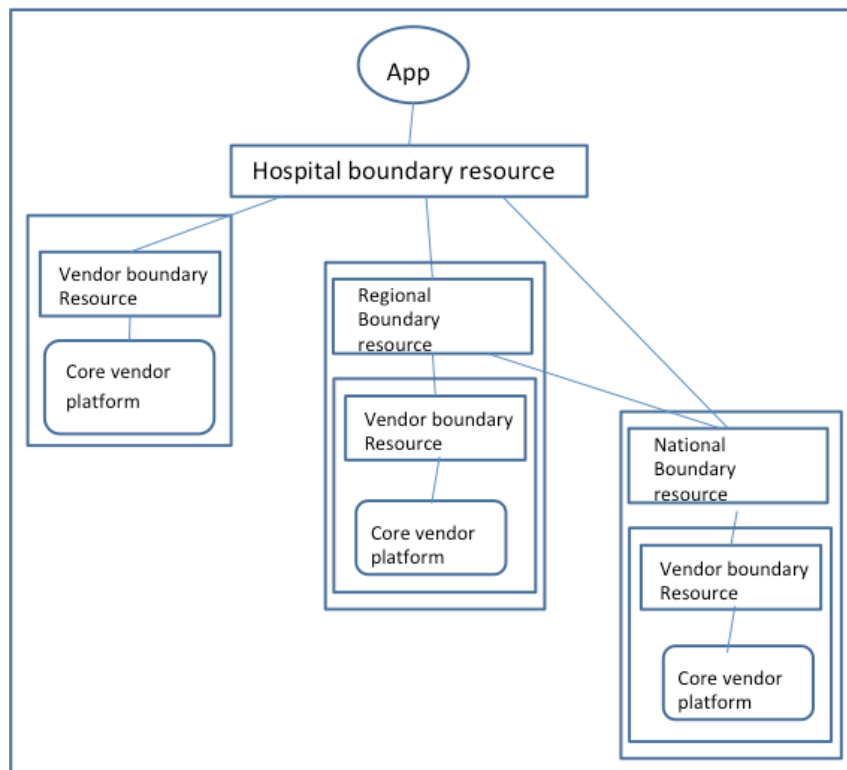 App
Hospital boundary resource
Vendor boundary
Resource
Core vendor
platform
Regional
Boundary
resource
Vendor boundary
Resource
Core vendor
platform
National
Boundary
resource
Vendor boundary
Resource
Core vendor
platform